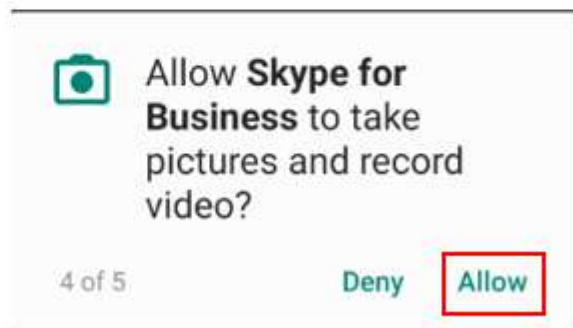 Allow Skype for
Business to take
pictures and record
video?
4 of 5 Deny Allow